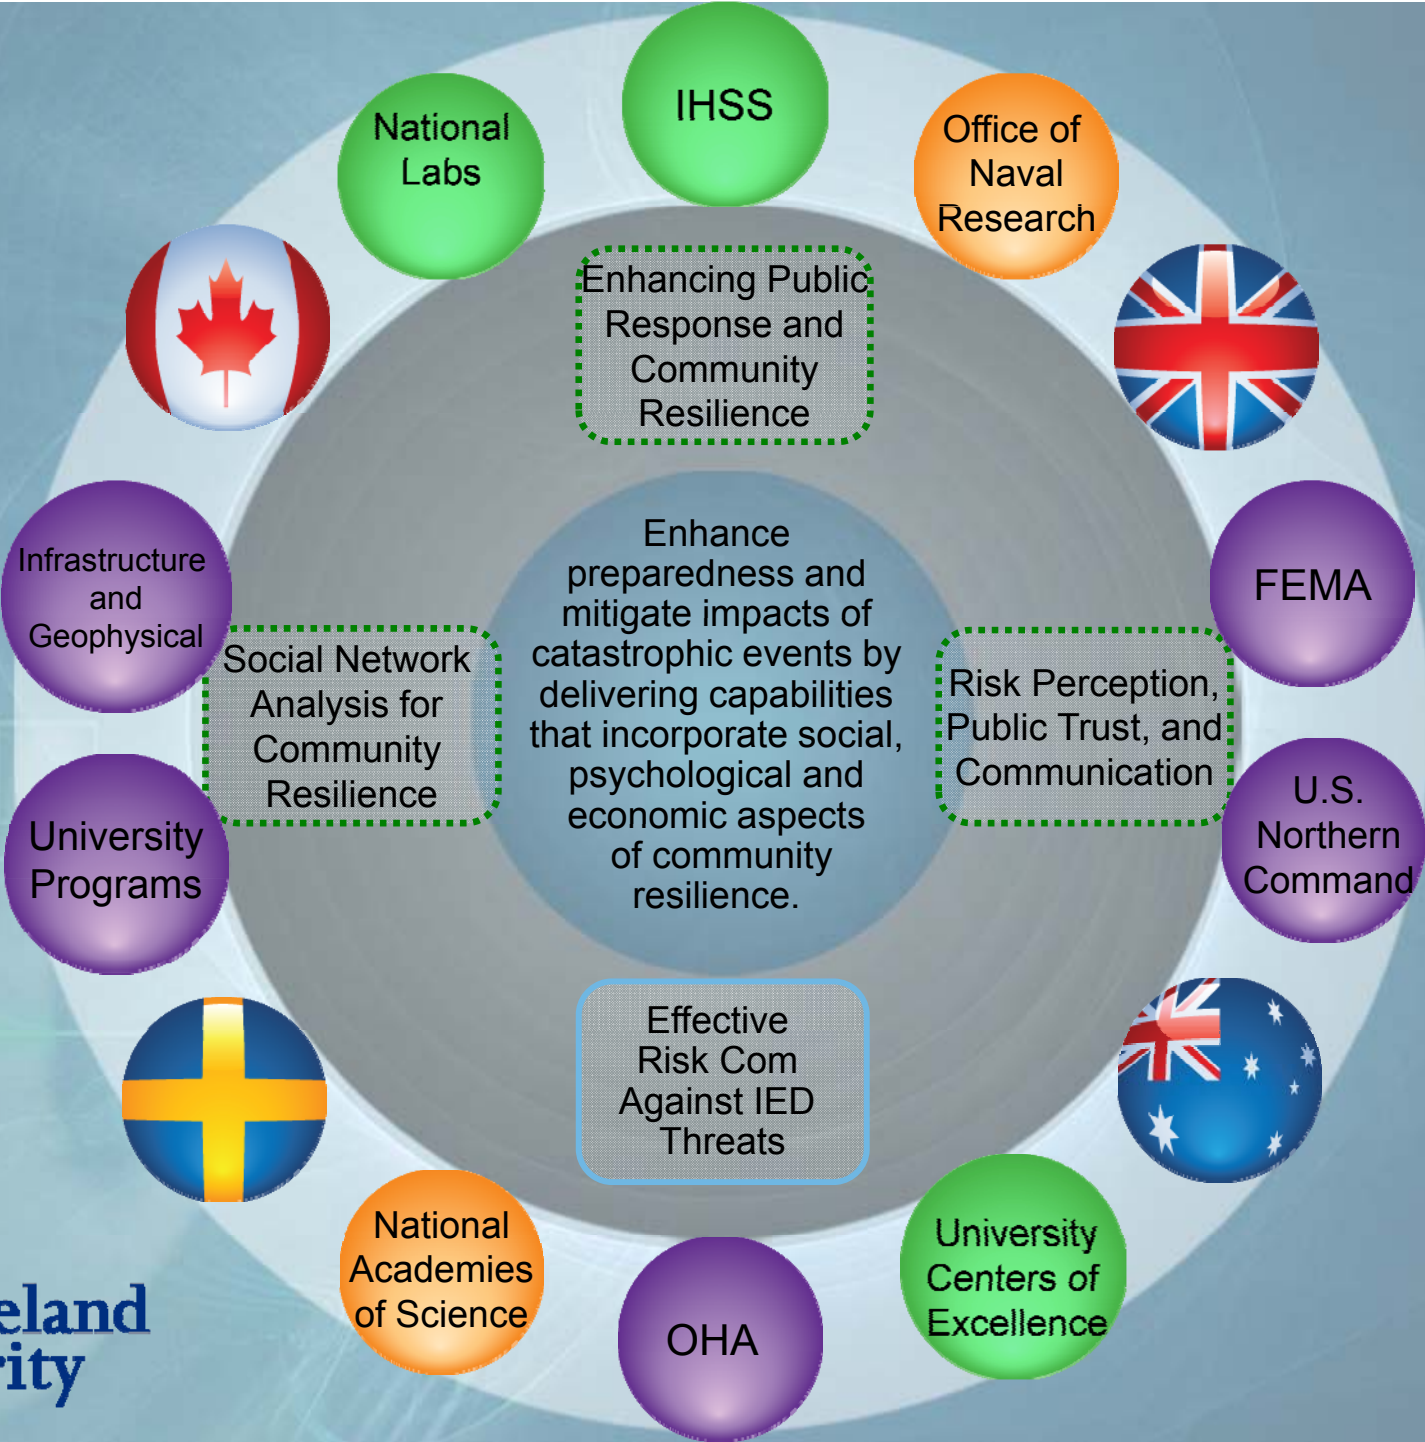 IHSS
National
Labs
Office of
Naval
Research
Enhancing Public
Response and
Community
Resilience
Infrastructure
and
Geophysical
FEMA
Enhance
preparedness and
mitigate impacts of
catastrophic events by
delivering capabilities
that incorporate social,
psychological and
economic aspects
of community
resilience.
Social Network
Analysis for
Community
Resilience
Risk Perception,
Public Trust, and
Communication
University
Programs
U.S.
Northern
Command
Effective
Risk Com
Against IED
Threats
National
Academies
of Science
OHA
University
Centers of
Excellence
eland
rity